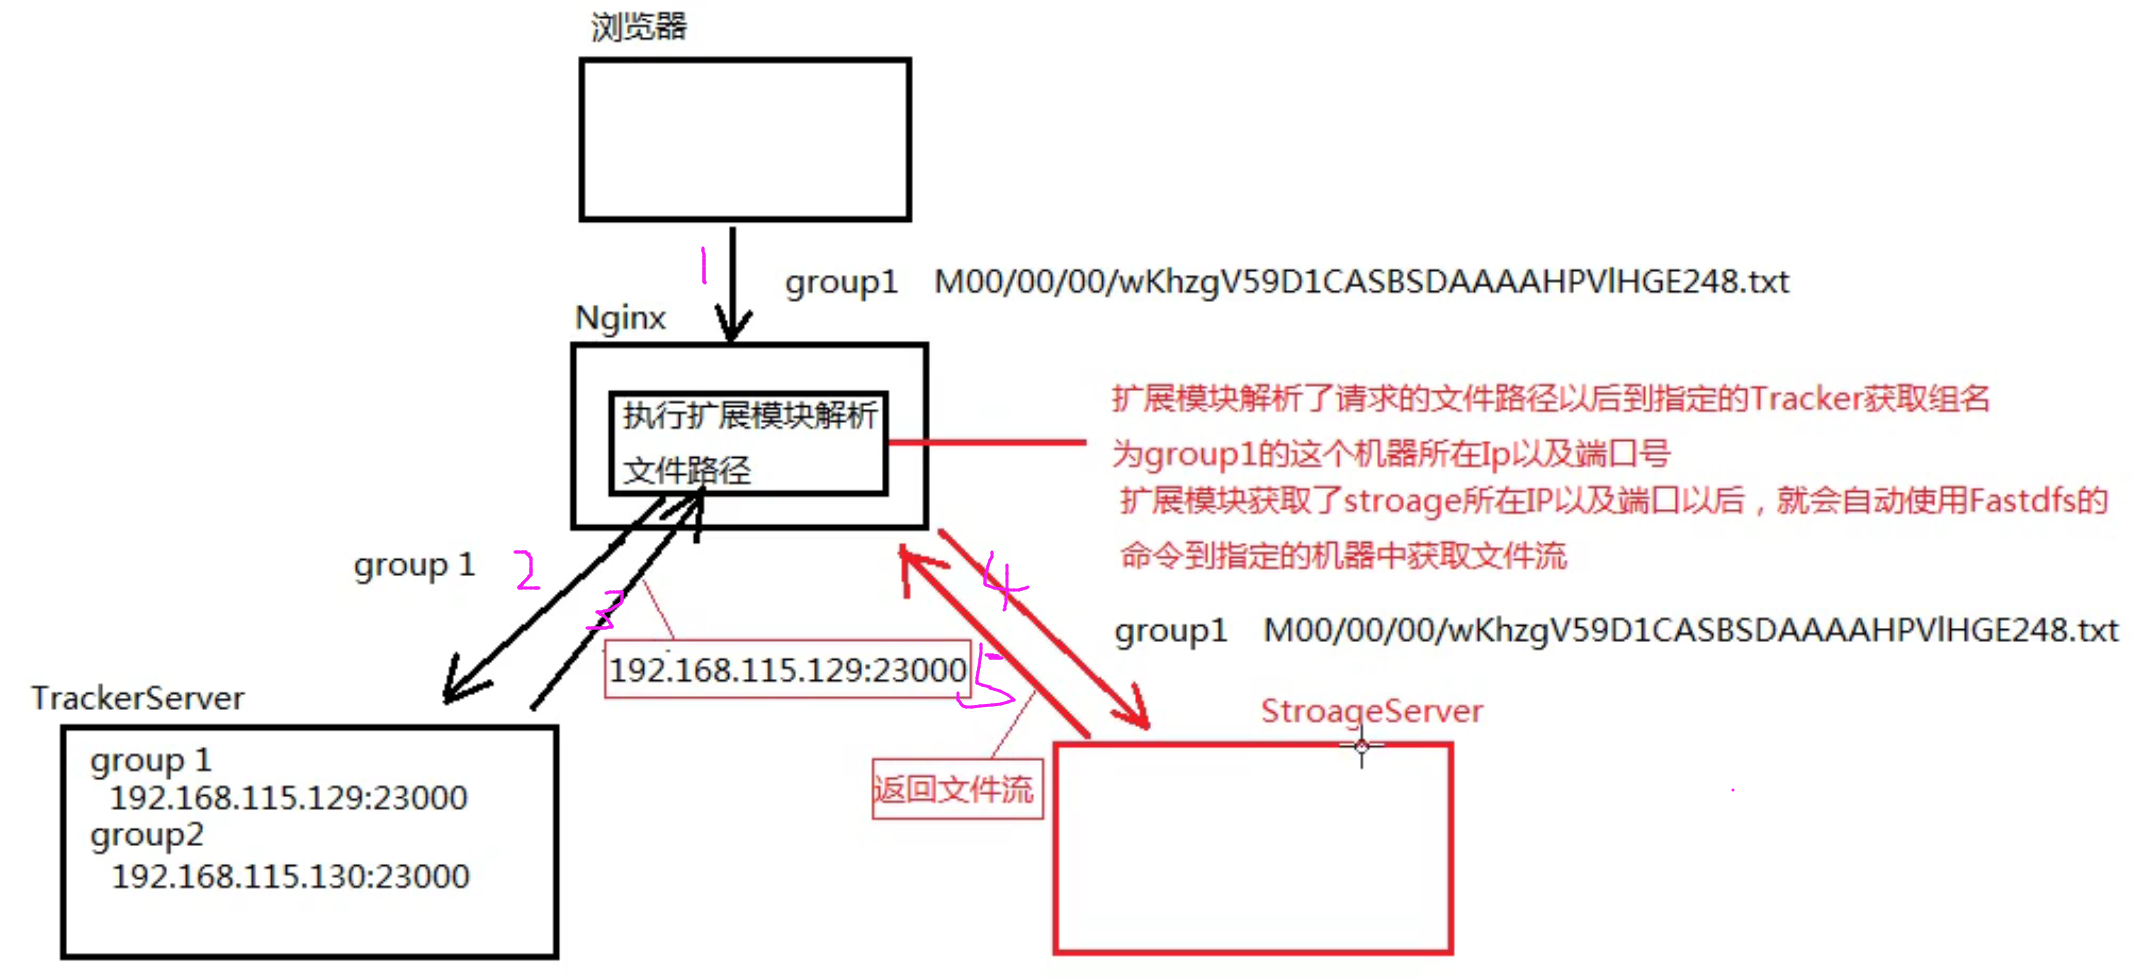 浏览器
1
group1 M00/00/00/wKhzgV59D1CASBSDAAAAHPVlHGE248.txt
Nginx
执行扩展模块解析
文件路径
扩展模块解析了请求的文件路径以后到指定的Tracker获取组名
为group1的这个机器所在Ip以及端口号
扩展模块获取了stroage所在IP以及端口以后，就会自动使用Fastdfs的
命令到指定的机器中获取文件流
group 1
2
3
4
group1 M00/00/00/wKhzgV59D1CASBSDAAAAHPVlHGE248.txt
192.168.115.129:23000
5
TrackerServer
group 1
192.168.115.129:23000
group2
192.168.115.130:23000
返回文件流
StroageServer